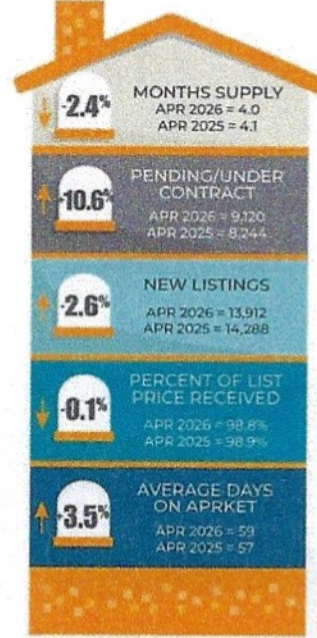 -2.4%
MONTHS SUPPLY
APR 2026 = 4.0
APR 2025 = 4.1
-10.6%
PENDING/UNDER
CONTRACT
APR 2026 = 9,120
APR 2025 = 8,244
-2.6%
NEW LISTINGS
APR 2026 = 13,912
APR 2025 = 14,288
-0.1%
PERCENT OF LIST
PRICE RECEIVED
APR 2026 = 98.8%
APR 2025 = 98.9%
+3.5%
AVERAGE DAYS
ON APRKET
APR 2026 = 59
APR 2025 = 57